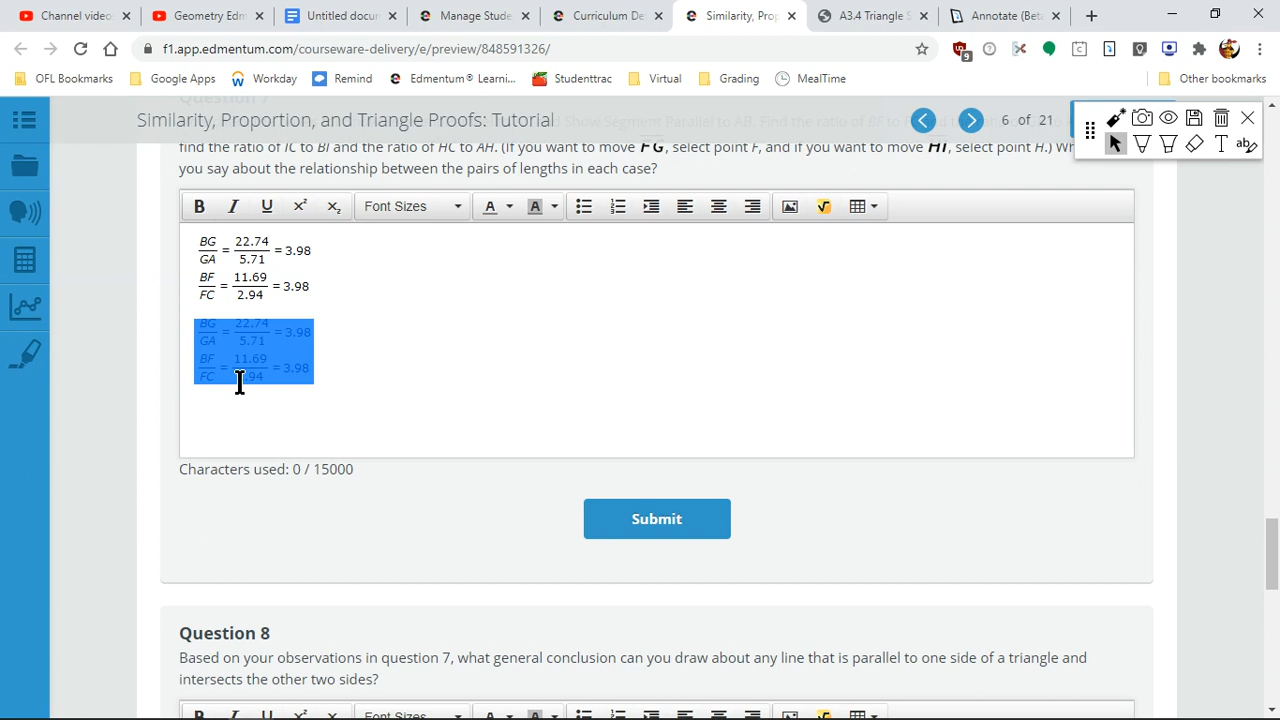 Channel video
Geometry Edm
Untitled docu
Manage Stude
Curriculum De
Similarity, Prop
A3.4 Triangle S
Annotate (Bet
f1.app.edmentum.com/courseware-delivery/e/preview/848591326/
9
OFL Bookmarks
Google Apps
Workday
Remind
Edmentum® Learni...
Studenttrac
Virtual
Grading
MealTime
Other bookmarks
Question 7
Similarity, Proportion, and Triangle Proofs: Tutorial
6 of 21
find the ratio of IC to BI and the ratio of HC to AH. (If you want to move FG, select point F, and if you want to move HI, select point H.) Wh
you say about the relationship between the pairs of lengths in each case?
B I U x² x₂ Font Sizes A A
BG/GA = 22.74/5.71 = 3.98
BF/FC = 11.69/2.94 = 3.98
BG/GA = 22.74/5.71 = 3.98
BF/FC = 11.69/2.94 = 3.98
Characters used: 0 / 15000
Submit
Question 8
Based on your observations in question 7, what general conclusion can you draw about any line that is parallel to one side of a triangle and
intersects the other two sides?
B I U Font Sizes A A